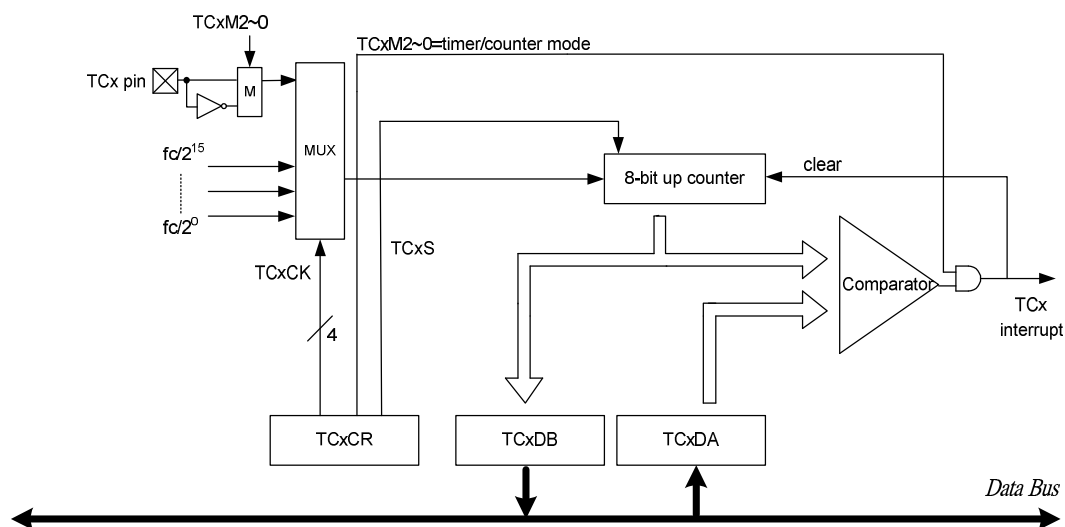 TCxM2~0
TCxM2~0=timer/counter mode
TCx pin
M
MUX
fc/2¹⁵
fc/2⁰
8-bit up counter
clear
TCxCK
TCxS
4
Comparator
TCx
interrupt
TCxCR
TCxDB
TCxDA
Data Bus